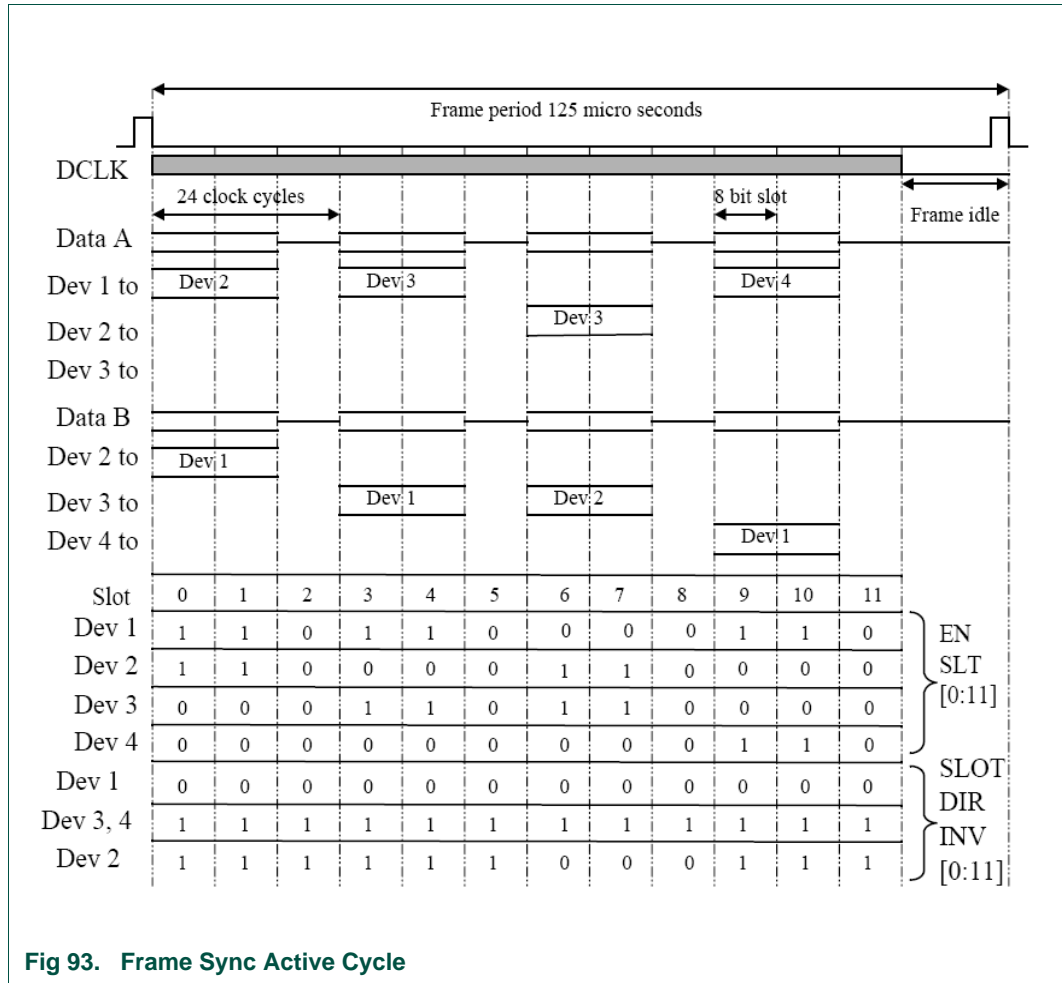 Frame period 125 micro seconds
DCLK
24 clock cycles
8 bit slot
Frame idle
Data A
Dev 1 to Dev 2 Dev 3 Dev 4
Dev 2 to Dev 3
Dev 3 to
Data B
Dev 2 to Dev 1
Dev 3 to Dev 1 Dev 2
Dev 4 to Dev 1
Slot 0 1 2 3 4 5 6 7 8 9 10 11
Dev 1 1 1 0 1 1 0 0 0 0 1 1 0
Dev 2 1 1 0 0 0 0 1 1 0 0 0 0
Dev 3 0 0 0 1 1 0 1 1 0 0 0 0
Dev 4 0 0 0 0 0 0 0 0 0 1 1 0
EN
SLT
[0:11]
Dev 1 0 0 0 0 0 0 0 0 0 0 0 0
Dev 3, 4 1 1 1 1 1 1 1 1 1 1 1 1
Dev 2 1 1 1 1 1 1 0 0 0 1 1 1
SLOT
DIR
INV
[0:11]
Fig 93. Frame Sync Active Cycle